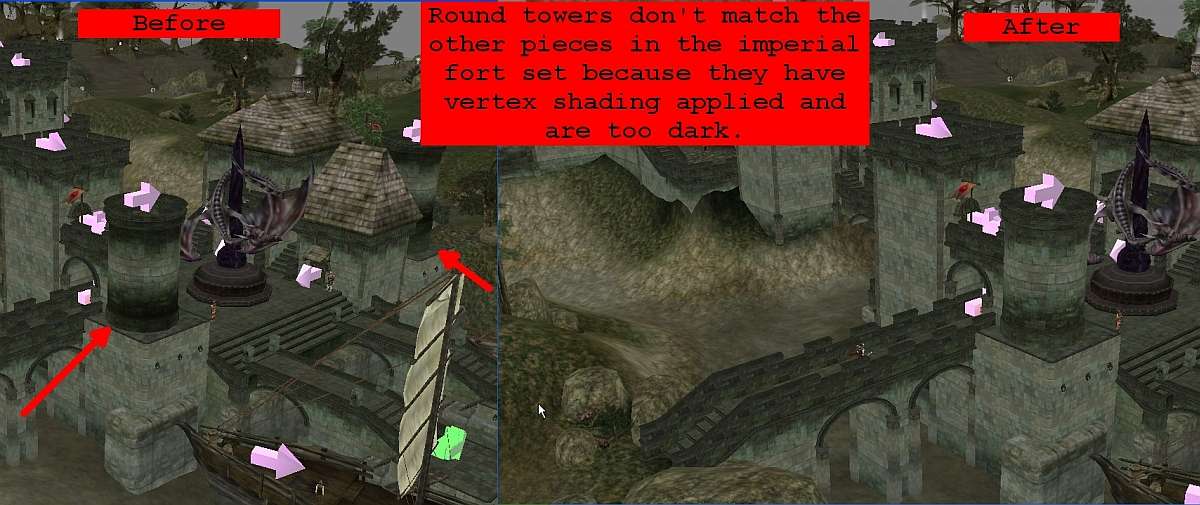 Before
Round towers don't match the
other pieces in the imperial
fort set because they have
vertex shading applied and
are too dark.
After